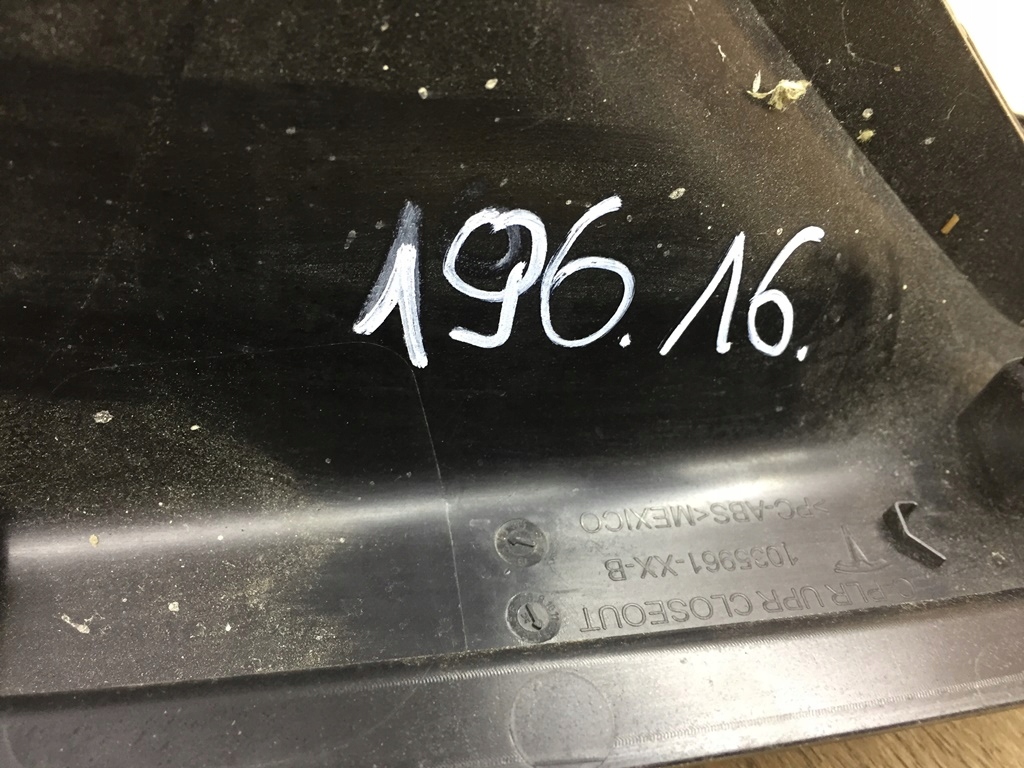 196.16.
C PLR UPR CLOSEOUT
1035961-XX-B
>PC-ABS< MEXICO